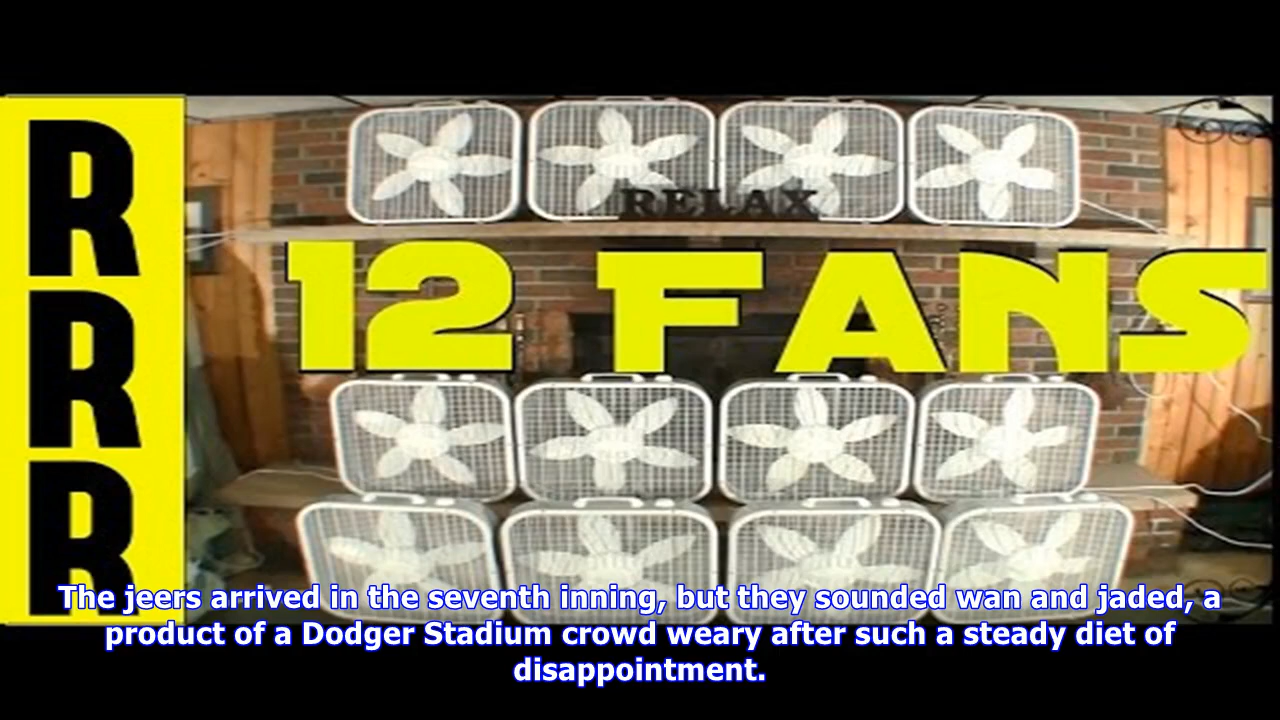 R
R
R
RELAX
12 FANS
The jeers arrived in the seventh inning, but they sounded wan and jaded, a
product of a Dodger Stadium crowd weary after such a steady diet of
disappointment.